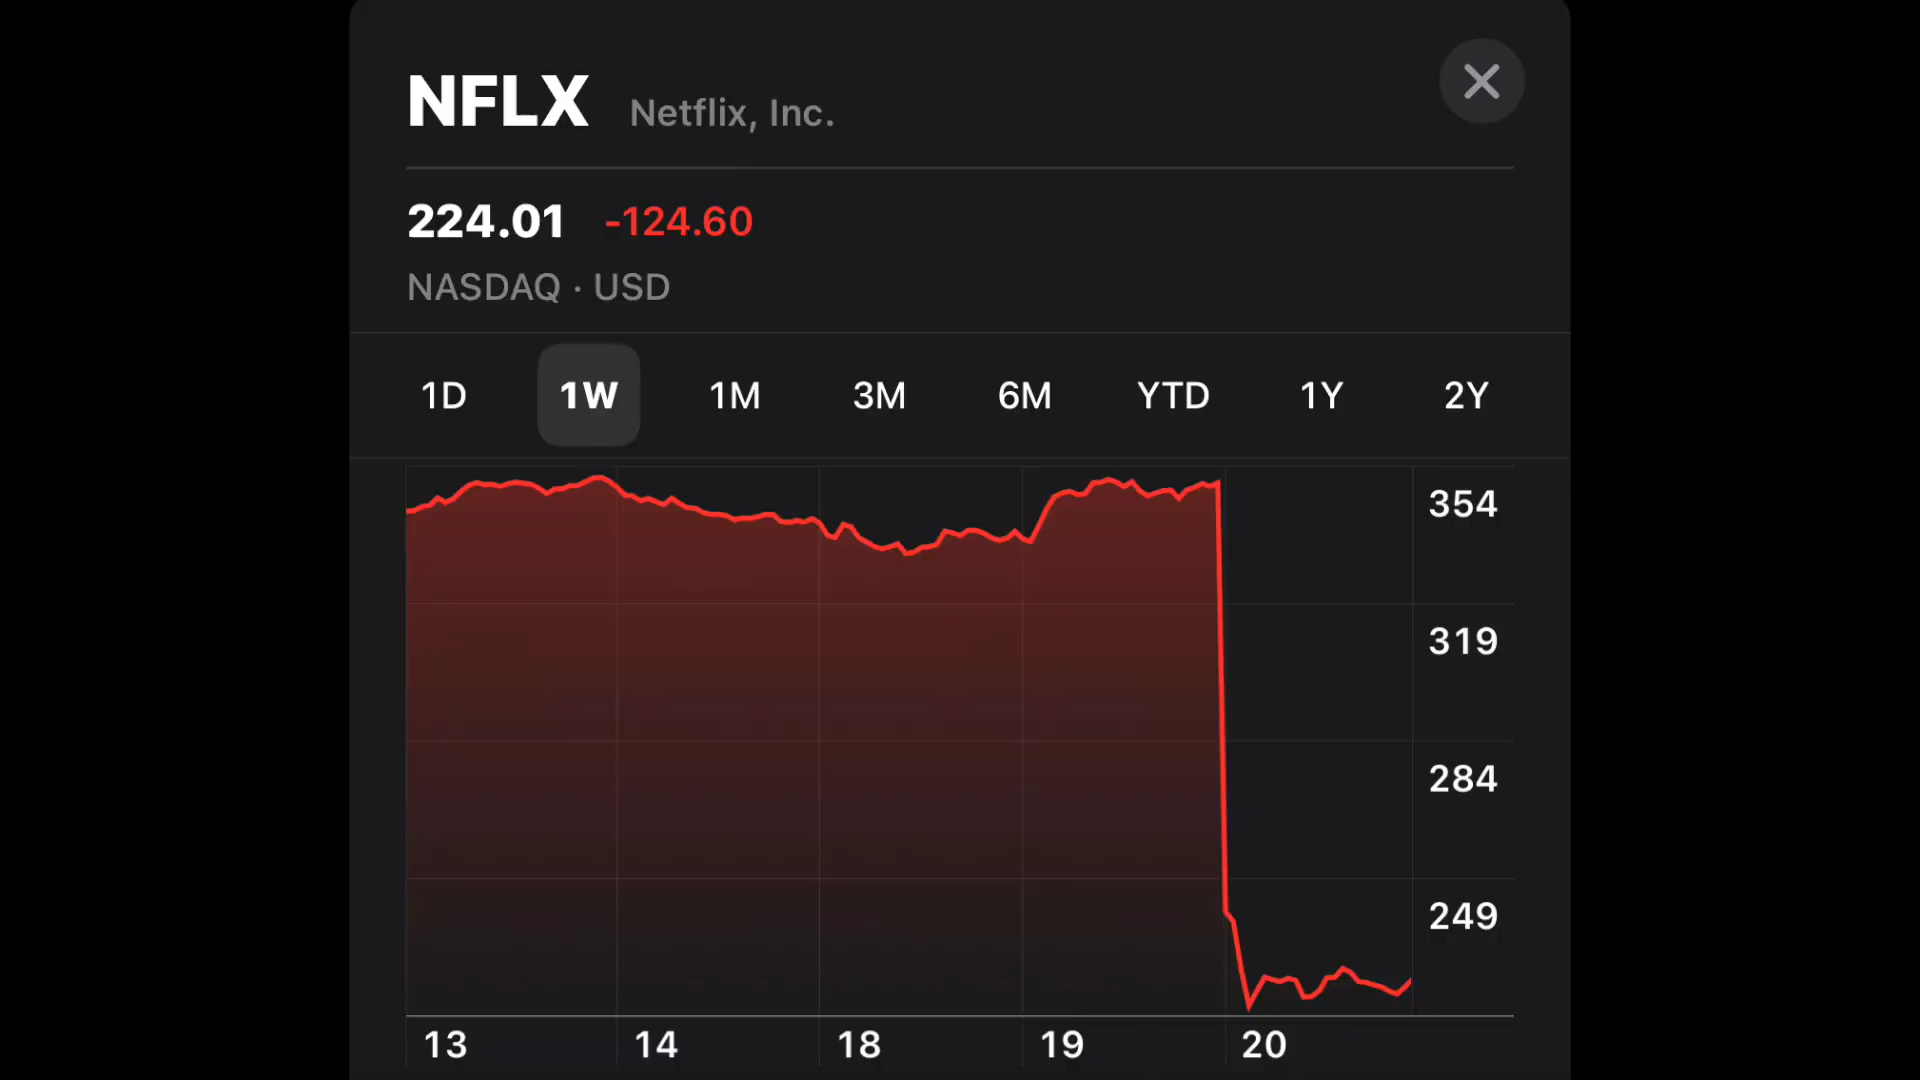 NFLX Netflix, Inc.
224.01 -124.60
NASDAQ · USD
1D 1W 1M 3M 6M YTD 1Y 2Y
354
319
284
249
13 14 18 19 20